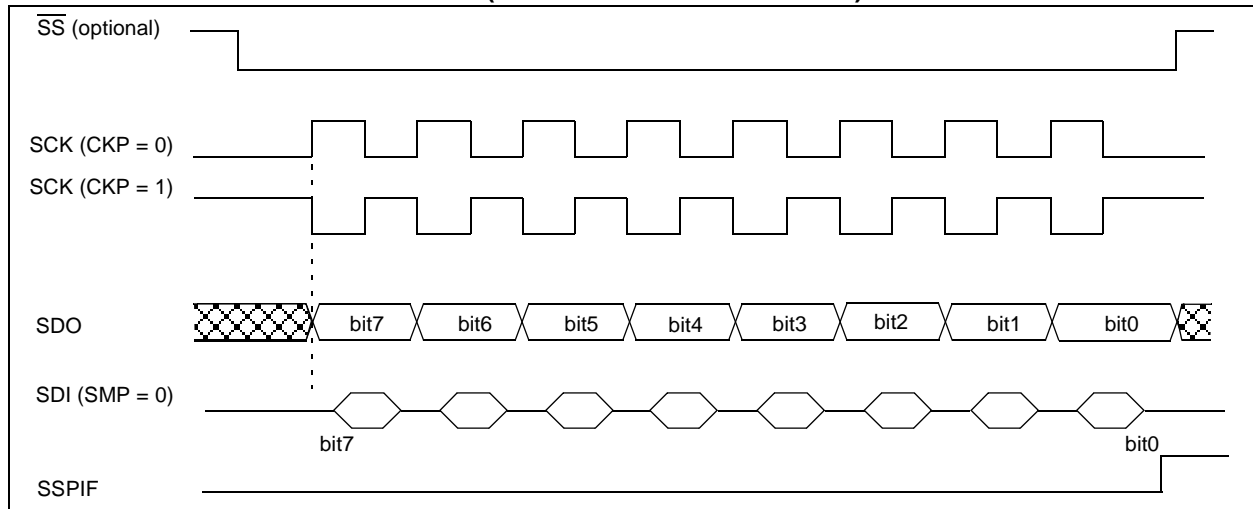 SS (optional)
SCK (CKP = 0)
SCK (CKP = 1)
SDO bit7 bit6 bit5 bit4 bit3 bit2 bit1 bit0
SDI (SMP = 0)
bit7 bit0
SSPIF